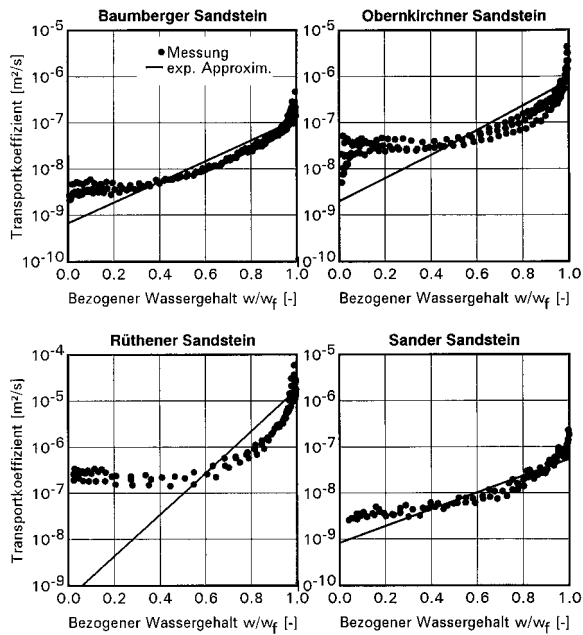 Baumberger Sandstein
Transportkoeffizient [m²/s]
10-5
10-6
10-7
10-8
10-9
10-10
Messung
exp. Approxim.
0.0 0.2 0.4 0.6 0.8 1.0
Bezogener Wassergehalt w/wf [-]
Obernkirchner Sandstein
10-5
10-6
10-7
10-8
10-9
10-10
0.0 0.2 0.4 0.6 0.8 1.0
Bezogener Wassergehalt w/wf [-]
Rüthener Sandstein
Transportkoeffizient [m²/s]
10-4
10-5
10-6
10-7
10-8
10-9
0.0 0.2 0.4 0.6 0.8 1.0
Bezogener Wassergehalt w/wf [-]
Sander Sandstein
10-5
10-6
10-7
10-8
10-9
10-10
0.0 0.2 0.4 0.6 0.8 1.0
Bezogener Wassergehalt w/wf [-]